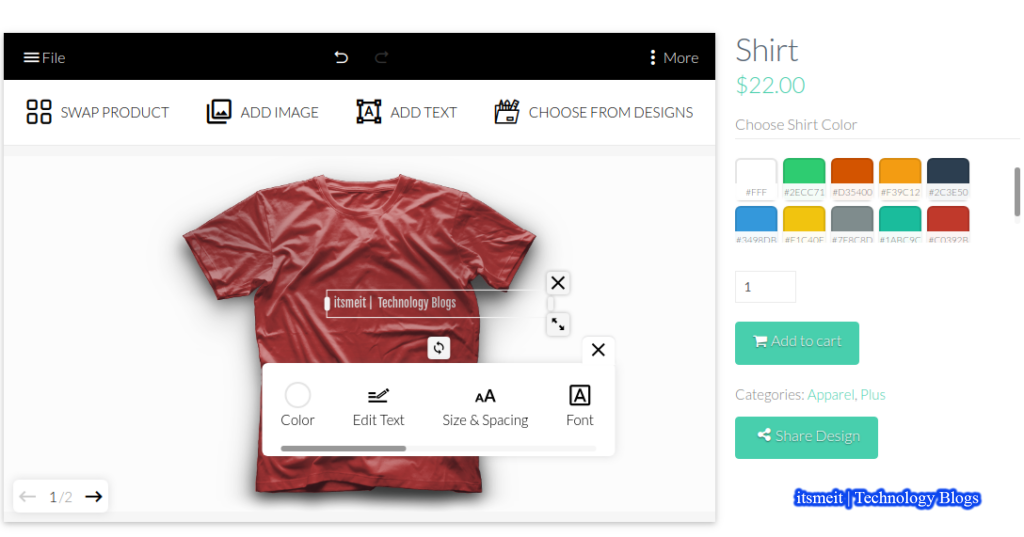 File
More
SWAP PRODUCT
ADD IMAGE
ADD TEXT
CHOOSE FROM DESIGNS
itsmeit | Technology Blogs
Color
Edit Text
Size & Spacing
Font
1/2
Shirt
$22.00
Choose Shirt Color
#FFF #2ECC71 #D35400 #F39C12 #2C3E50
#3498DB #F1C40F #7F8C8D #1ABC9C #C0392B
1
Add to cart
Categories: Apparel, Plus
Share Design
itsmeit | Technology Blogs